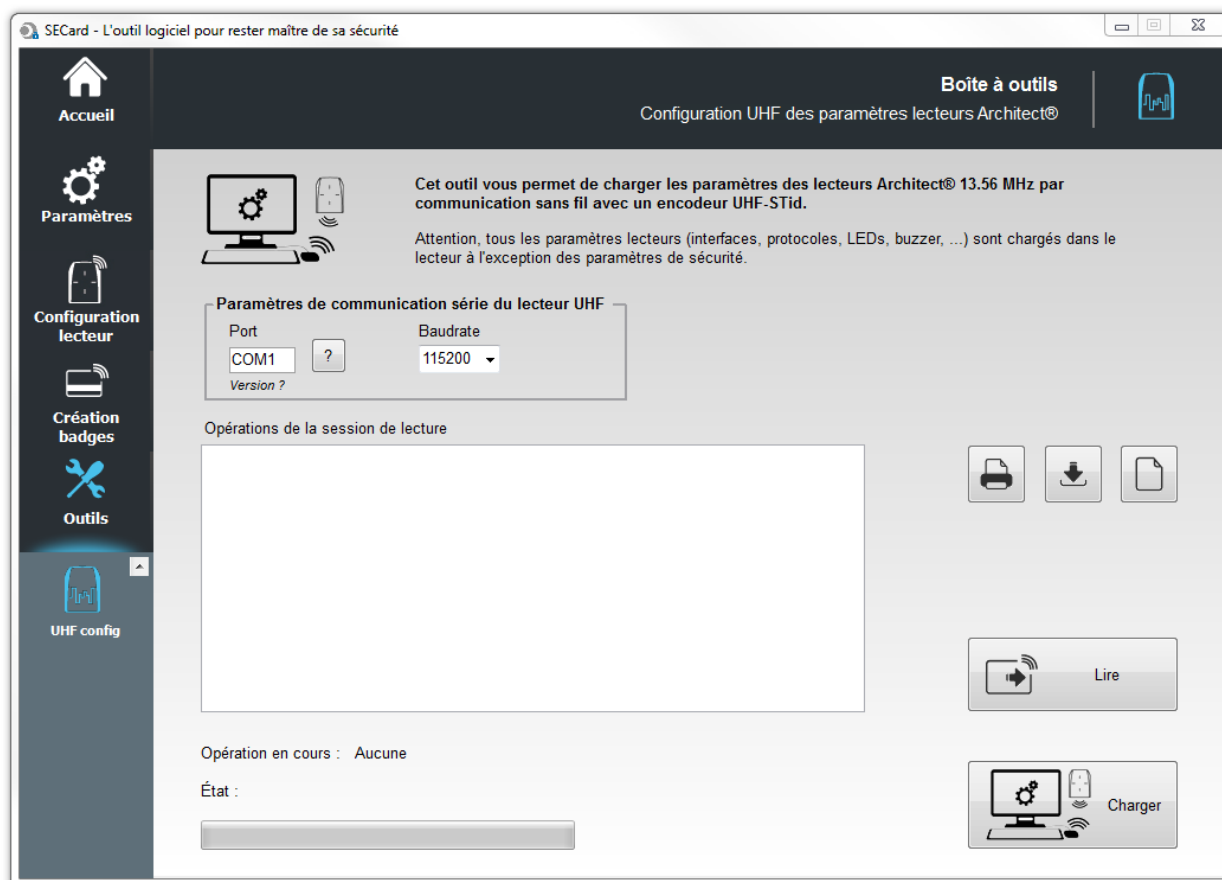 SECard - L'outil logiciel pour rester maître de sa sécurité
Accueil
Paramètres
Configuration
lecteur
Création
badges
Outils
UHF config
Boîte à outils
Configuration UHF des paramètres lecteurs Architect®
Cet outil vous permet de charger les paramètres des lecteurs Architect® 13.56 MHz par
communication sans fil avec un encodeur UHF-STid.
Attention, tous les paramètres lecteurs (interfaces, protocoles, LEDs, buzzer, ...) sont chargés dans le
lecteur à l'exception des paramètres de sécurité.
Paramètres de communication série du lecteur UHF
Port
Baudrate
COM1
?
115200
Version ?
Opérations de la session de lecture
Lire
Opération en cours : Aucune
État :
Charger